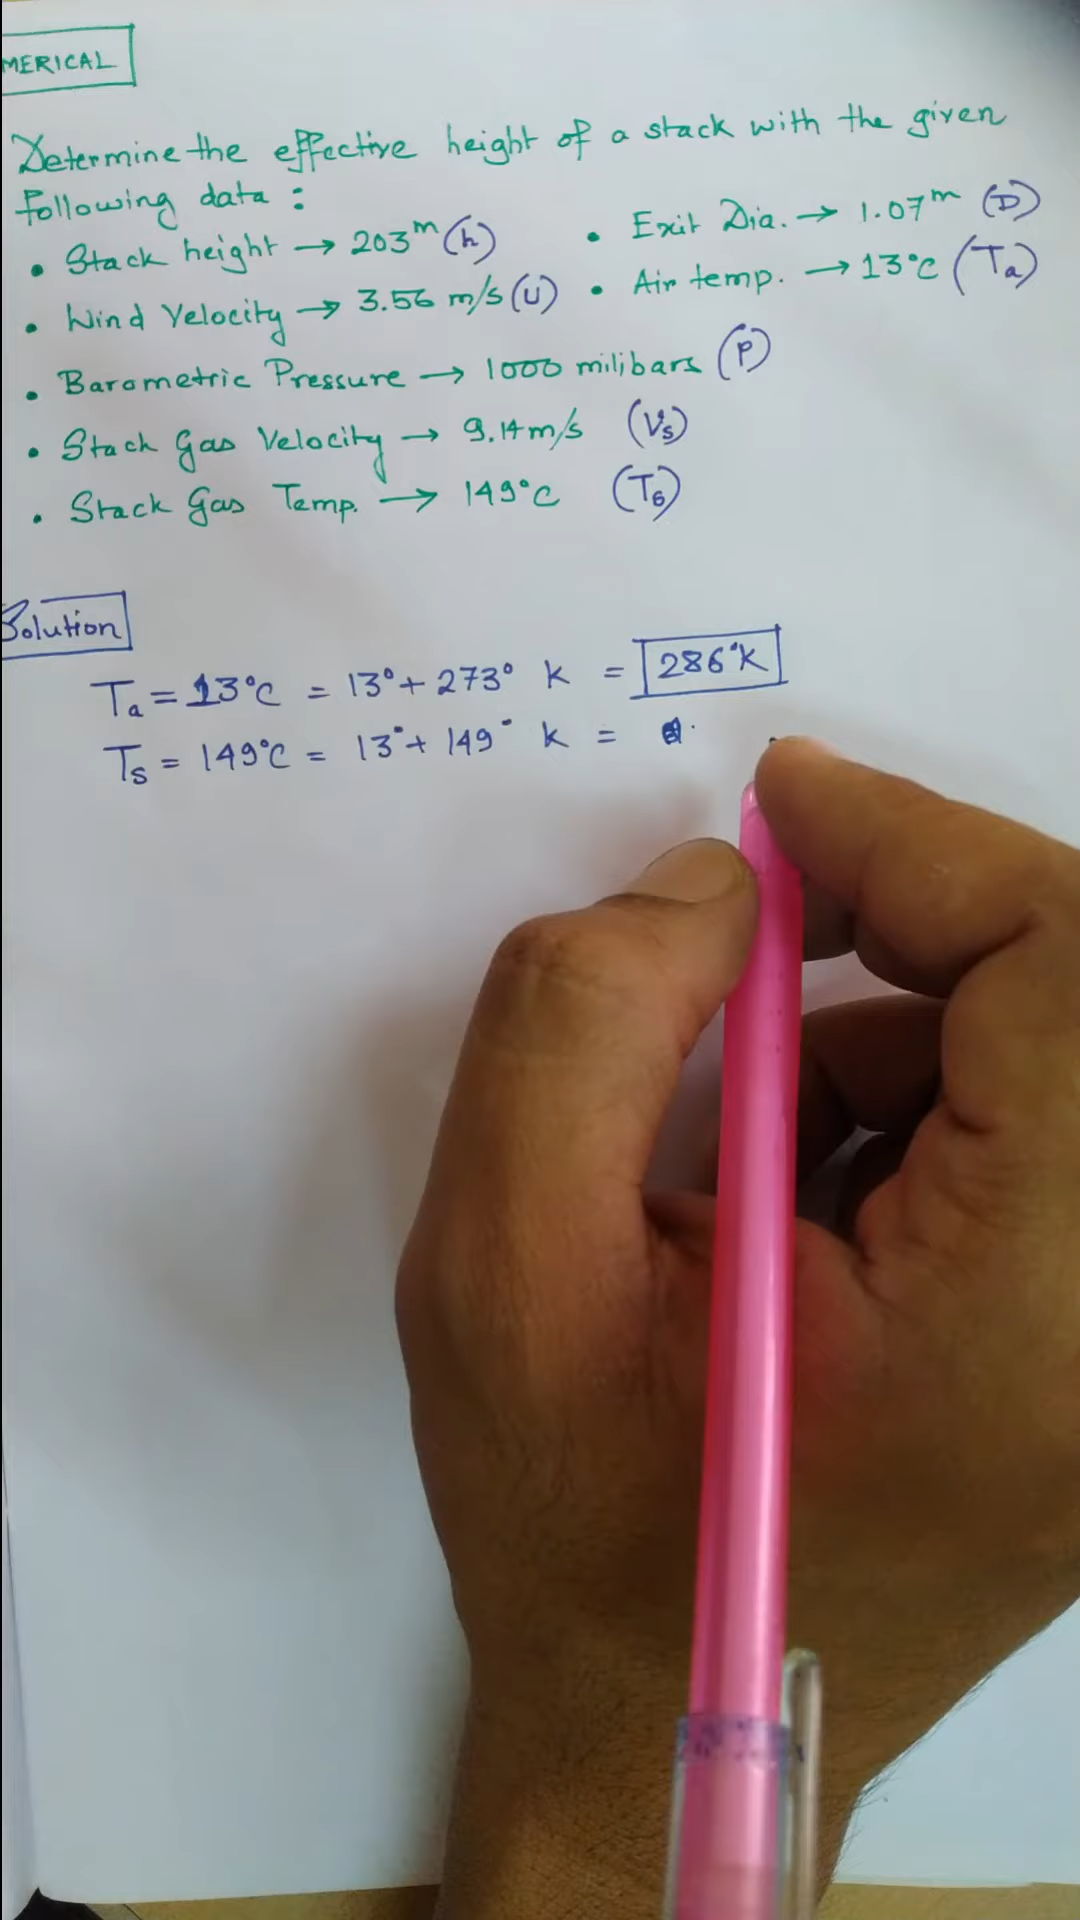 MERICAL
Determine the effective height of a stack with the given
following data :
• Stack height → 203m (h)
• Exit Dia. → 1.07m (D)
• Wind Velocity → 3.56 m/s (U)
• Air temp. → 13°C (Ta)
• Barometric Pressure → 1000 milibars (P)
• Stack Gas Velocity → 9.14 m/s (Vs)
• Stack Gas Temp. → 149°C (Ts)
Solution
Ta = 13°C = 13° + 273° K = 286°K
Ts = 149°C = 13° + 149° K =